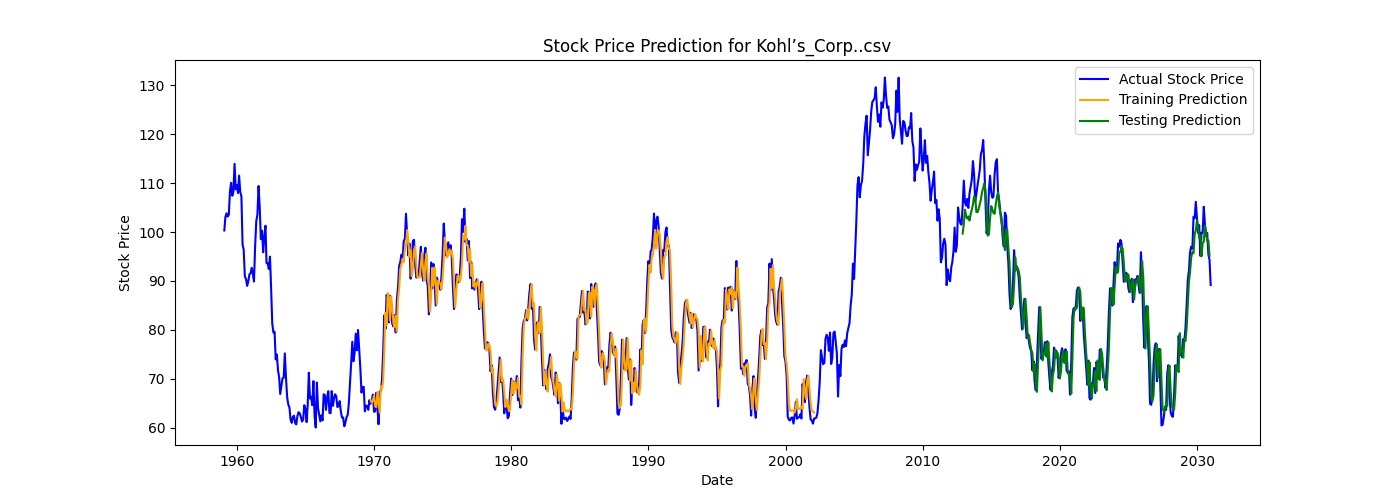 Stock Price Prediction for Kohl’s_Corp..csv
Actual Stock Price
Training Prediction
Testing Prediction
Stock Price
130
120
110
100
90
80
70
60
1960 1970 1980 1990 2000 2010 2020 2030
Date